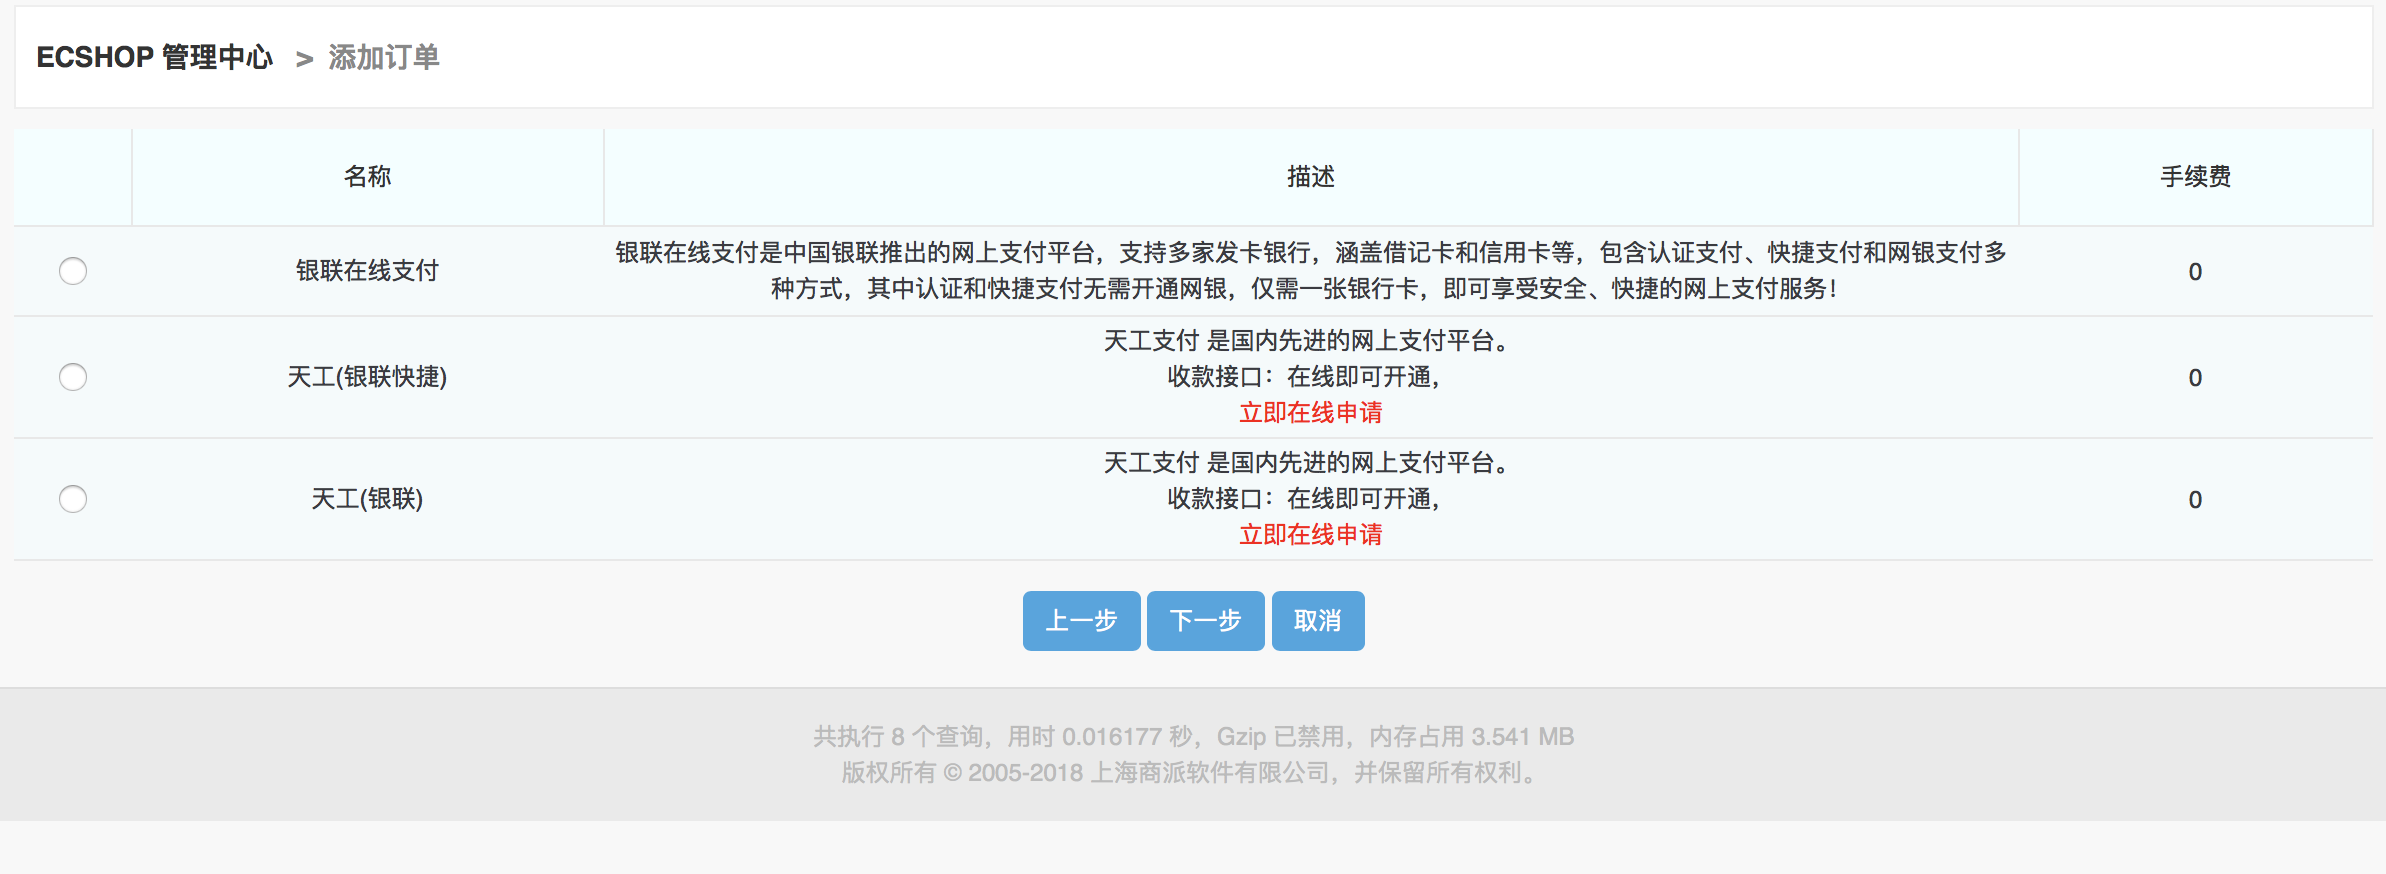 ECSHOP 管理中心 > 添加订单
名称 描述 手续费
银联在线支付 银联在线支付是中国银联推出的网上支付平台，支持多家发卡银行，涵盖借记卡和信用卡等，包含认证支付、快捷支付和网银支付多 0
种方式，其中认证和快捷支付无需开通网银，仅需一张银行卡，即可享受安全、快捷的网上支付服务！
天工支付 是国内先进的网上支付平台。
天工(银联快捷) 收款接口：在线即可开通， 0
立即在线申请
天工支付 是国内先进的网上支付平台。
天工(银联) 收款接口：在线即可开通， 0
立即在线申请
上一步 下一步 取消
共执行 8 个查询，用时 0.016177 秒，Gzip 已禁用，内存占用 3.541 MB
版权所有 © 2005-2018 上海商派软件有限公司，并保留所有权利。